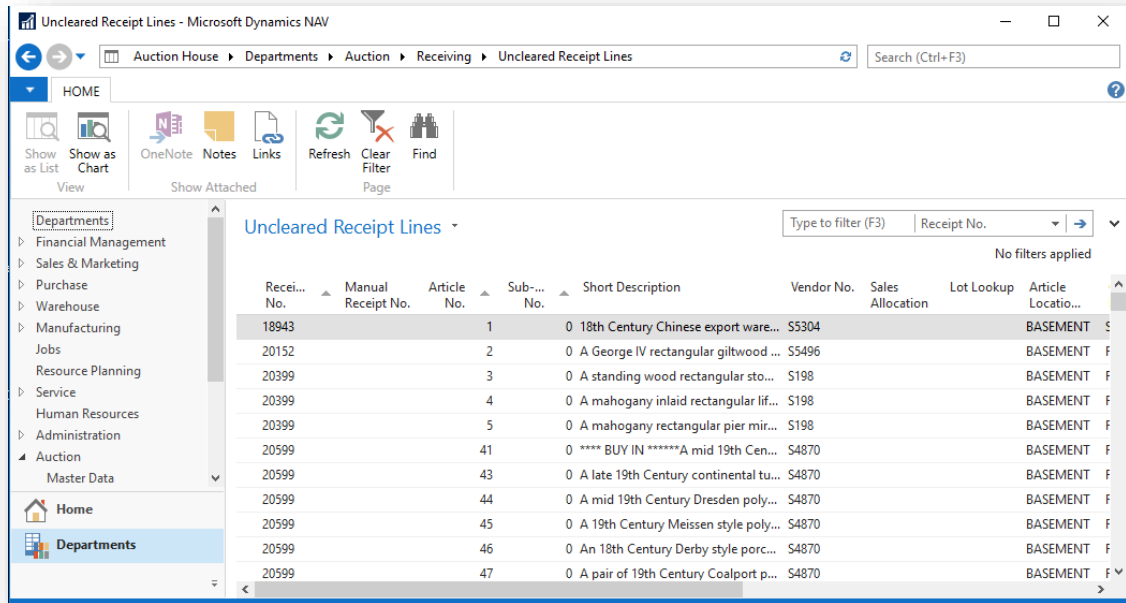 Uncleared Receipt Lines - Microsoft Dynamics NAV
Auction House Departments Auction Receiving Uncleared Receipt Lines
Search (Ctrl+F3)
HOME
Show as List
Show as Chart
OneNote
Notes
Links
Refresh
Clear Filter
Find
View
Show Attached
Page
Departments
Financial Management
Sales & Marketing
Purchase
Warehouse
Manufacturing
Jobs
Resource Planning
Service
Human Resources
Administration
Auction
Master Data
Home
Departments
Uncleared Receipt Lines
Type to filter (F3)
Receipt No.
No filters applied
Recei... No. Manual Receipt No. Article No. Sub-... No. Short Description Vendor No. Sales Allocation Lot Lookup Article Locatio...
18943 1 0 18th Century Chinese export ware... S5304 BASEMENT
20152 2 0 A George IV rectangular giltwood ... S5496 BASEMENT
20399 3 0 A standing wood rectangular sto... S198 BASEMENT
20399 4 0 A mahogany inlaid rectangular lif... S198 BASEMENT
20399 5 0 A mahogany rectangular pier mir... S198 BASEMENT
20599 41 0 **** BUY IN ******A mid 19th Cen... S4870 BASEMENT
20599 43 0 A late 19th Century continental tu... S4870 BASEMENT
20599 44 0 A mid 19th Century Dresden poly... S4870 BASEMENT
20599 45 0 A 19th Century Meissen style poly... S4870 BASEMENT
20599 46 0 An 18th Century Derby style porc... S4870 BASEMENT
20599 47 0 A pair of 19th Century Coalport p... S4870 BASEMENT